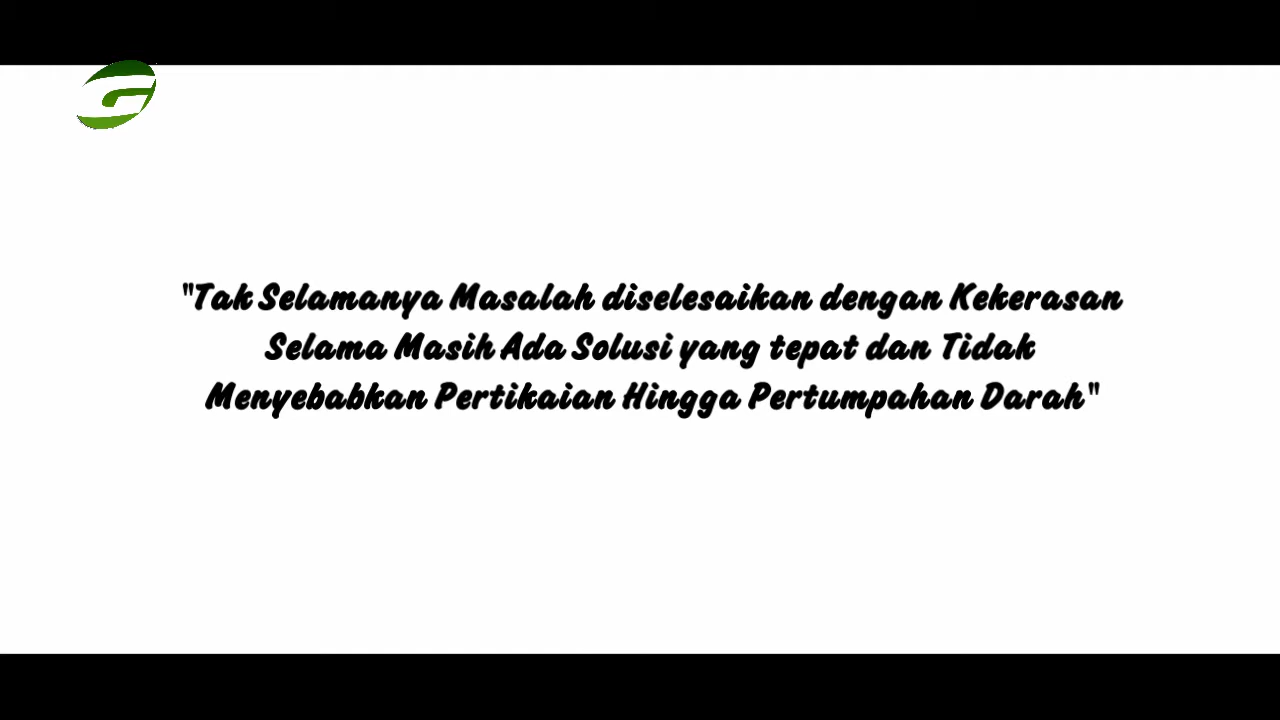 "Tak Selamanya Masalah diselesaikan dengan Kekerasan
Selama Masih Ada Solusi yang tepat dan Tidak
Menyebabkan Pertikaian Hingga Pertumpahan Darah"